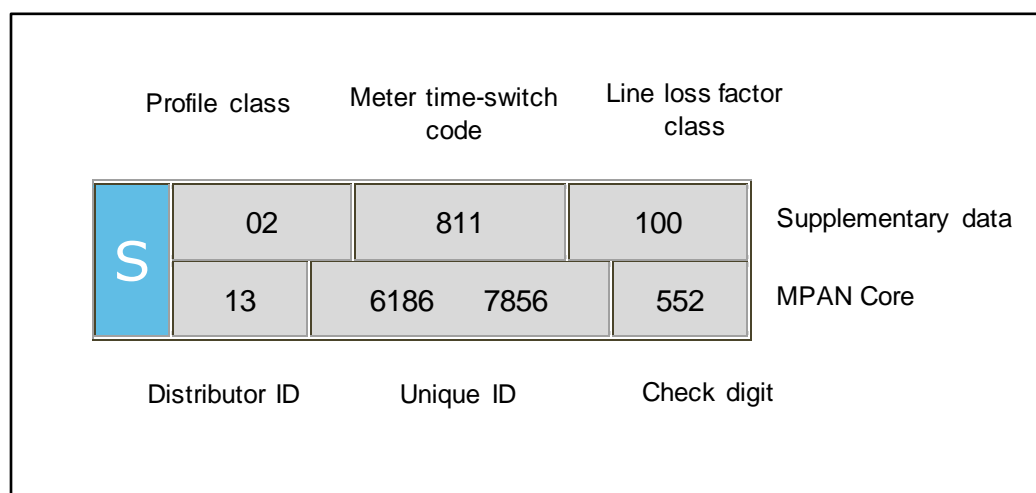 Profile class Meter time-switch code Line loss factor class
S 02 811 100 Supplementary data
13 6186 7856 552 MPAN Core
Distributor ID Unique ID Check digit